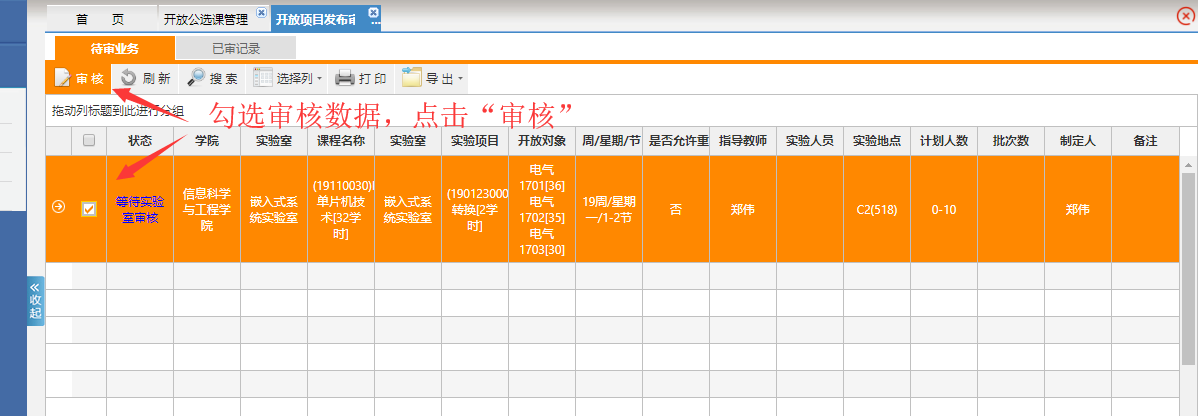 首 页 开放公选课管理 开放项目发布审...
待审业务 已审记录
审核 刷新 搜索 选择列 打印 导出
拖动列标题到此进行分组
勾选审核数据，点击“审核”
状态 学院 实验室 课程名称 实验室 实验项目 开放对象 周/星期/节 是否允许重 指导教师 实验人员 实验地点 计划人数 批次数 制定人 备注
等待实验
室审核
信息科学
与工程学
院
嵌入式系
统实验室
(19110030)
单片机技
术[32学
时]
嵌入式系
统实验室
(190123000
转换[2学
时]
电气
1701[36]
电气
1702[35]
电气
1703[30]
19周/星期
一/1-2节
否
郑伟
C2(518)
0-10
郑伟
收
起